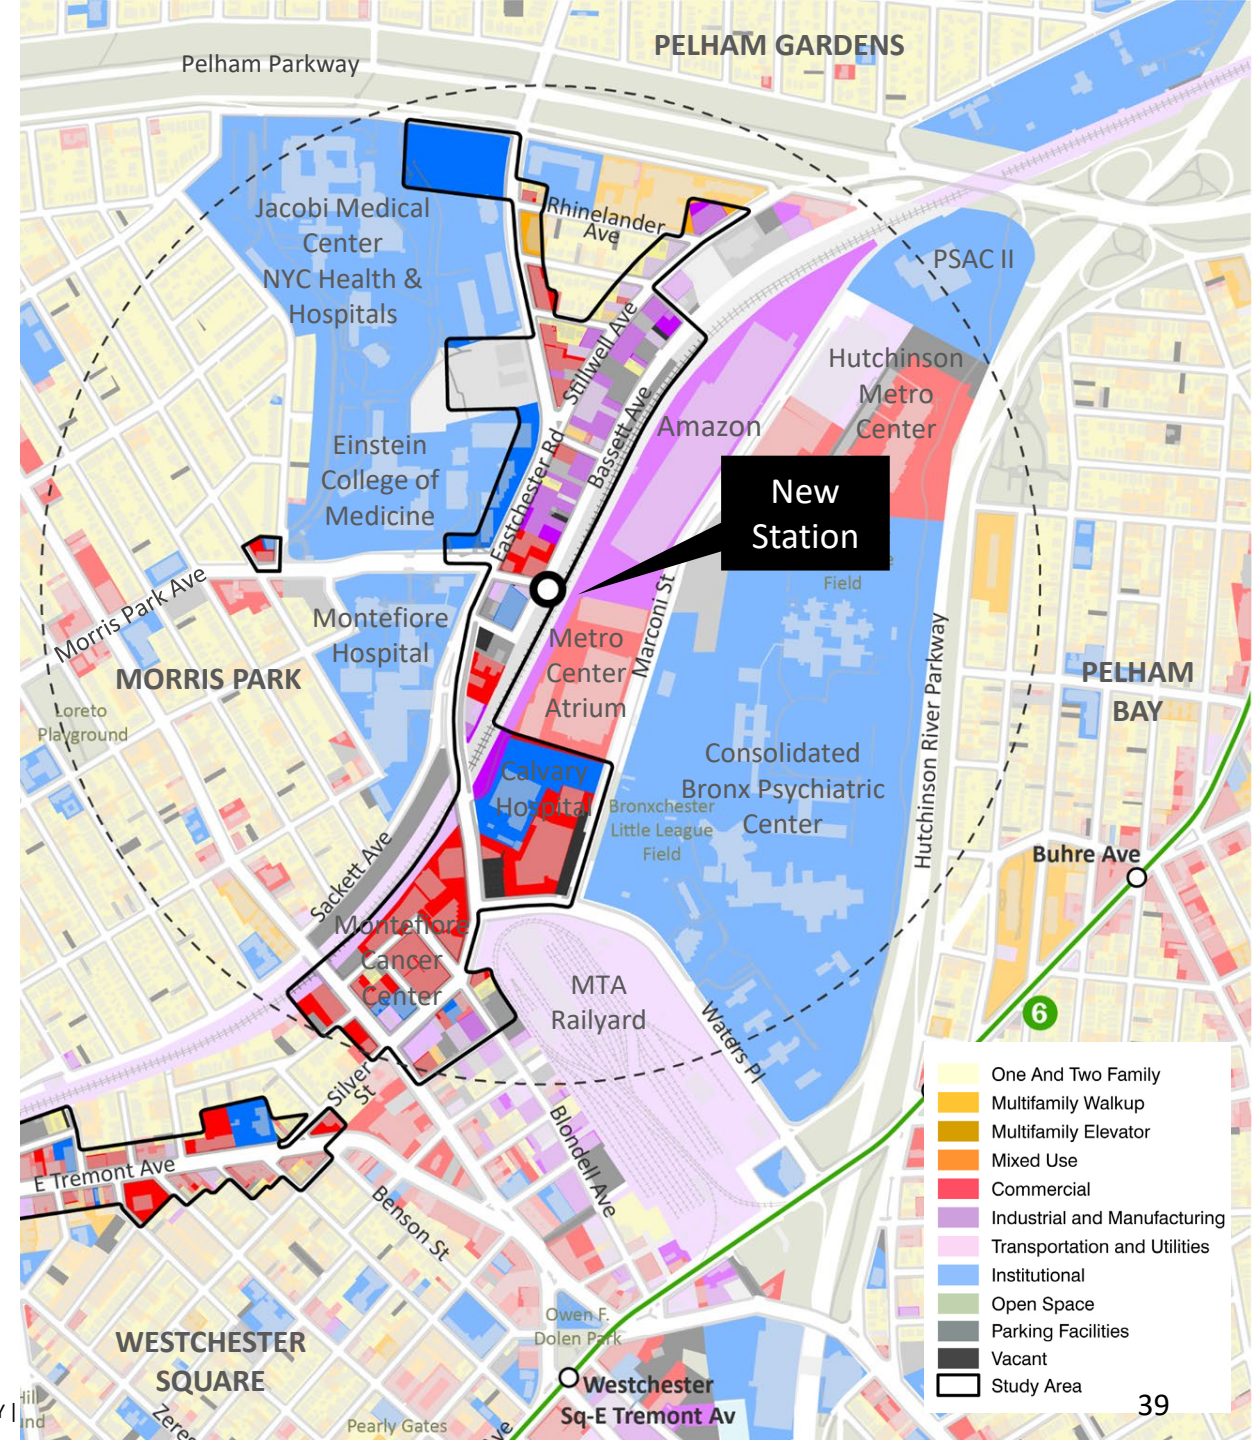 PELHAM GARDENS
Pelham Parkway
Jacobi Medical
Center
NYC Health &
Hospitals
Rhinelander
Ave
PSAC II
Stillwell Ave
Hutchinson
Metro
Center
Bassett Ave
Amazon
Einstein
College of
Medicine
Eastchester Rd
New
Station
Field
Morris Park Ave
Montefiore
Hospital
Marconi St
Metro
Center
Atrium
Hutchinson River Parkway
MORRIS PARK
PELHAM
BAY
Loreto
Playground
Calvary
Hospital
Consolidated
Bronx Psychiatric
Center
Bronxchester
Little League
Field
Buhre Ave
Sackett Ave
Montefiore
Cancer
Center
MTA
Railyard
6
Waters Pl
Silver
St
Blondell Ave
E Tremont Ave
Benson St
Owen F.
Dolen Park
WESTCHESTER
SQUARE
Westchester
Sq-E Tremont Av
Pearly Gates
One And Two Family
Multifamily Walkup
Multifamily Elevator
Mixed Use
Commercial
Industrial and Manufacturing
Transportation and Utilities
Institutional
Open Space
Parking Facilities
Vacant
Study Area
39